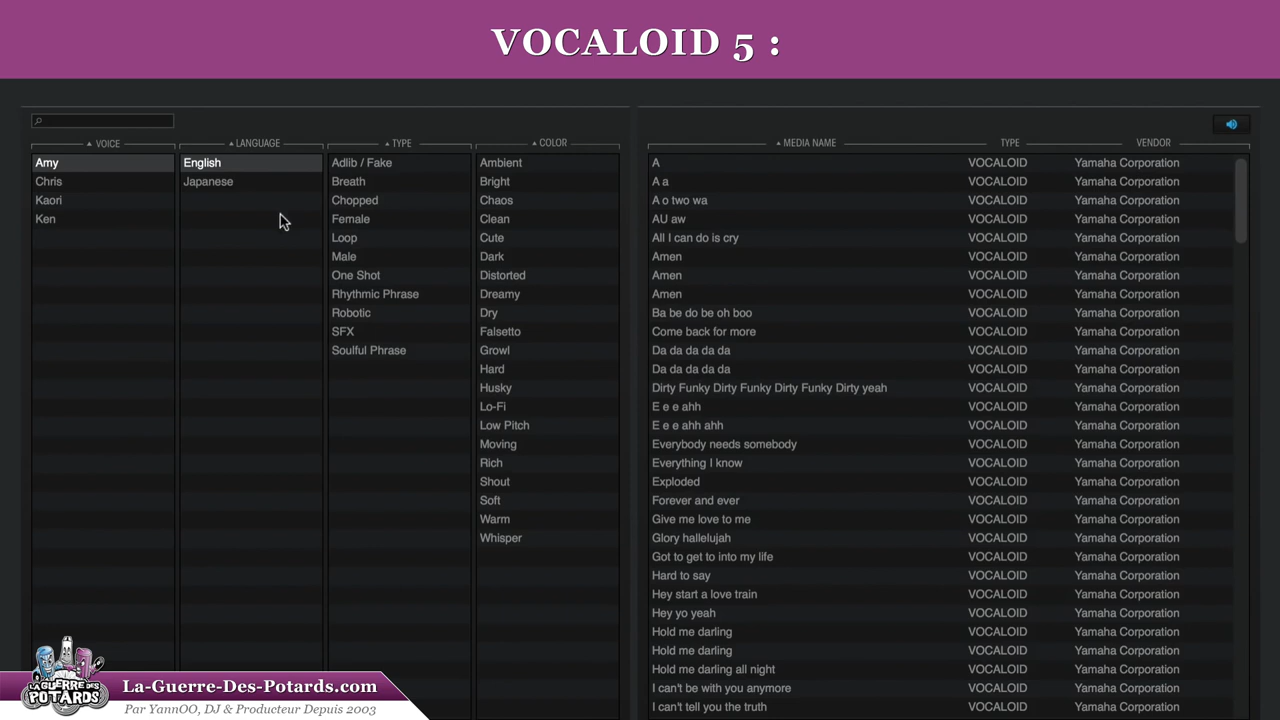 VOCALOID 5 :
VOICE LANGUAGE TYPE COLOR
Amy English Adlib / Fake Ambient
Chris Japanese Breath Bright
Kaori Chopped Chaos
Ken Female Clean
Loop Cute
Male Dark
One Shot Distorted
Rhythmic Phrase Dreamy
Robotic Dry
SFX Falsetto
Soulful Phrase Growl
Hard
Husky
Lo-Fi
Low Pitch
Moving
Rich
Shout
Soft
Warm
Whisper
MEDIA NAME TYPE VENDOR
A VOCALOID Yamaha Corporation
A a VOCALOID Yamaha Corporation
A o two wa VOCALOID Yamaha Corporation
AU aw VOCALOID Yamaha Corporation
All I can do is cry VOCALOID Yamaha Corporation
Amen VOCALOID Yamaha Corporation
Amen VOCALOID Yamaha Corporation
Amen VOCALOID Yamaha Corporation
Ba be do be oh boo VOCALOID Yamaha Corporation
Come back for more VOCALOID Yamaha Corporation
Da da da da da VOCALOID Yamaha Corporation
Da da da da da VOCALOID Yamaha Corporation
Dirty Funky Dirty Funky Dirty Funky Dirty yeah VOCALOID Yamaha Corporation
E e e ahh VOCALOID Yamaha Corporation
E e e ahh ahh VOCALOID Yamaha Corporation
Everybody needs somebody VOCALOID Yamaha Corporation
Everything I know VOCALOID Yamaha Corporation
Exploded VOCALOID Yamaha Corporation
Forever and ever VOCALOID Yamaha Corporation
Give me love to me VOCALOID Yamaha Corporation
Glory hallelujah VOCALOID Yamaha Corporation
Got to get to into my life VOCALOID Yamaha Corporation
Hard to say VOCALOID Yamaha Corporation
Hey start a love train VOCALOID Yamaha Corporation
Hey yo yeah VOCALOID Yamaha Corporation
Hold me darling VOCALOID Yamaha Corporation
Hold me darling VOCALOID Yamaha Corporation
Hold me darling all night VOCALOID Yamaha Corporation
I can't be with you anymore VOCALOID Yamaha Corporation
I can't tell you the truth VOCALOID Yamaha Corporation
LA GUERRE DES
POTARDS
La-Guerre-Des-Potards.com
Par YannOO, DJ & Producteur Depuis 2003